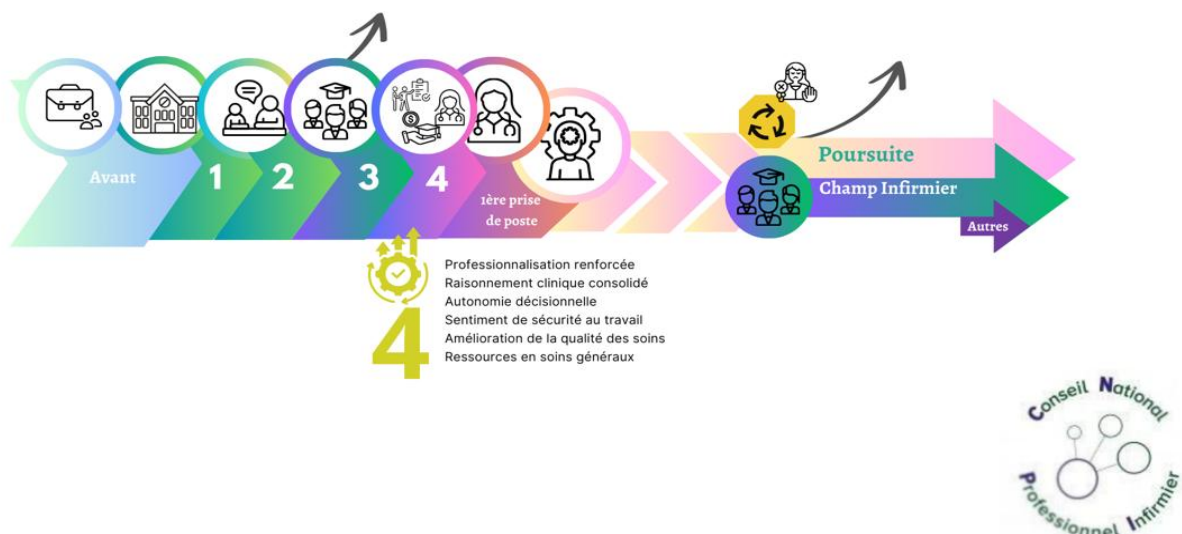 Avant
1
2
3
4
1ère prise
de poste
Poursuite
Champ Infirmier
Autres
4
Professionnalisation renforcée
Raisonnement clinique consolidé
Autonomie décisionnelle
Sentiment de sécurité au travail
Amélioration de la qualité des soins
Ressources en soins généraux
Conseil National
Professionnel Infirmier